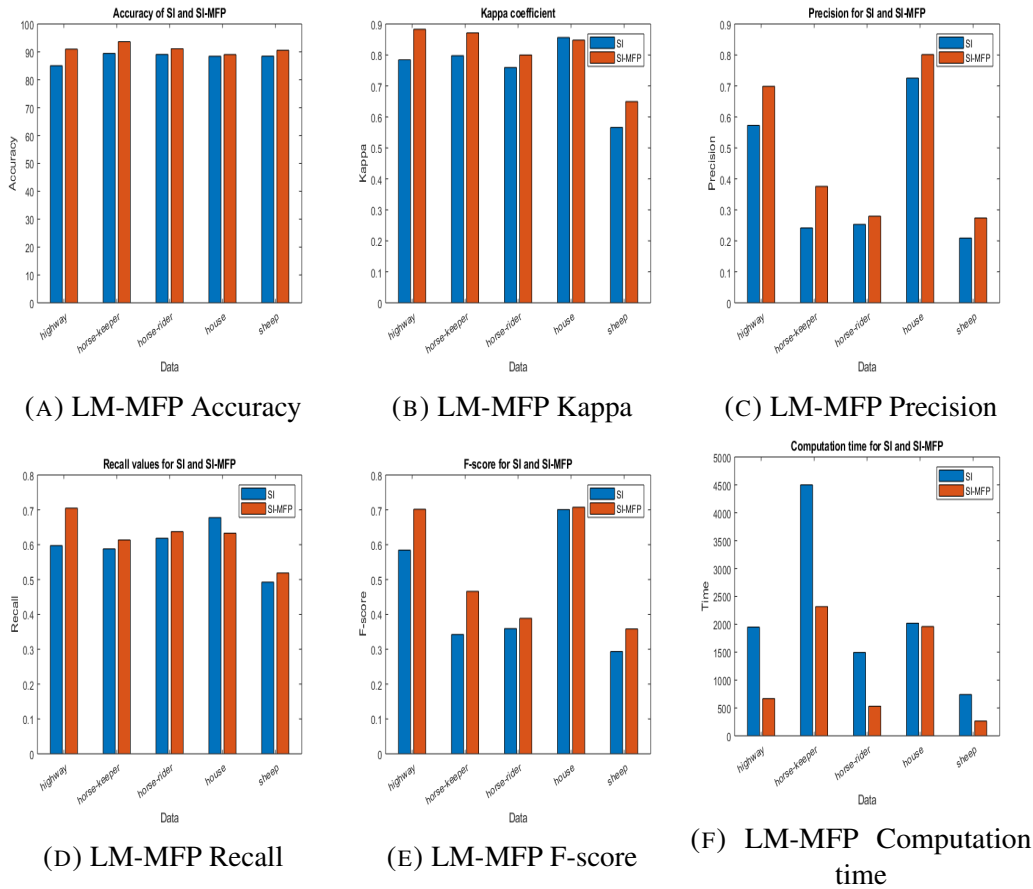 Accuracy of SI and SI-MFP
100
90
80
70
60
50
40
30
20
10
0
Accuracy
highway
horse-keeper
horse-rider
house
sheep
Data
(A) LM-MFP Accuracy
Kappa coefficient
0.9
0.8
0.7
0.6
0.5
0.4
0.3
0.2
0.1
0
Kappa
SI
SI-MFP
highway
horse-keeper
horse-rider
house
sheep
Data
(B) LM-MFP Kappa
Precision for SI and SI-MFP
0.9
0.8
0.7
0.6
0.5
0.4
0.3
0.2
0.1
0
Precision
SI
SI-MFP
highway
horse-keeper
horse-rider
house
sheep
Data
(C) LM-MFP Precision
Recall values for SI and SI-MFP
0.8
0.7
0.6
0.5
0.4
0.3
0.2
0.1
0
Recall
SI
SI-MFP
highway
horse-keeper
horse-rider
house
sheep
Data
(D) LM-MFP Recall
F-score for SI and SI-MFP
0.8
0.7
0.6
0.5
0.4
0.3
0.2
0.1
0
F-score
SI
SI-MFP
highway
horse-keeper
horse-rider
house
sheep
Data
(E) LM-MFP F-score
Computation time for SI and SI-MFP
5000
4500
4000
3500
3000
2500
2000
1500
1000
500
0
Time
SI
SI-MFP
highway
horse-keeper
horse-rider
house
sheep
Data
(F) LM-MFP Computation
time